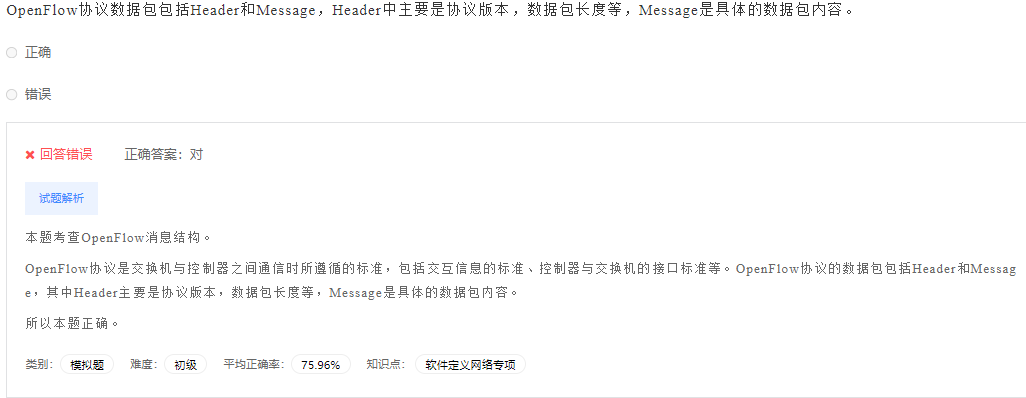 OpenFlow协议数据包包括Header和Message，Header中主要是协议版本，数据包长度等，Message是具体的数据包内容。
正确
错误
✖ 回答错误 正确答案：对
试题解析
本题考查OpenFlow消息结构。
OpenFlow协议是交换机与控制器之间通信时所遵循的标准，包括交互信息的标准、控制器与交换机的接口标准等。OpenFlow协议的数据包包括Header和Messag
e，其中Header主要是协议版本，数据包长度等，Message是具体的数据包内容。
所以本题正确。
类别： 模拟题 难度： 初级 平均正确率： 75.96% 知识点： 软件定义网络专项